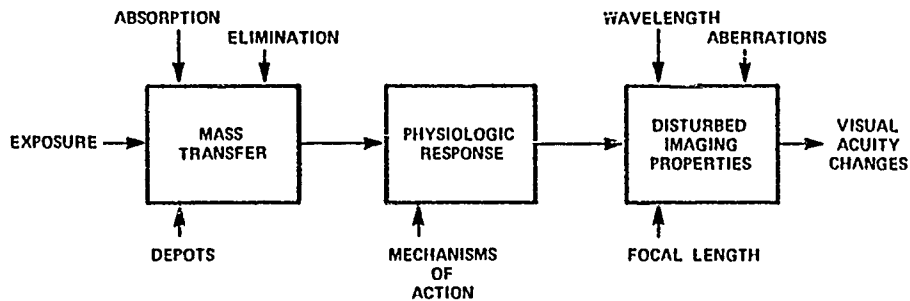 ABSORPTION
ELIMINATION
WAVELENGTH
ABERRATIONS
EXPOSURE
MASS
TRANSFER
PHYSIOLOGIC
RESPONSE
DISTURBED
IMAGING
PROPERTIES
VISUAL
ACUITY
CHANGES
DEPOTS
MECHANISMS
OF
ACTION
FOCAL LENGTH